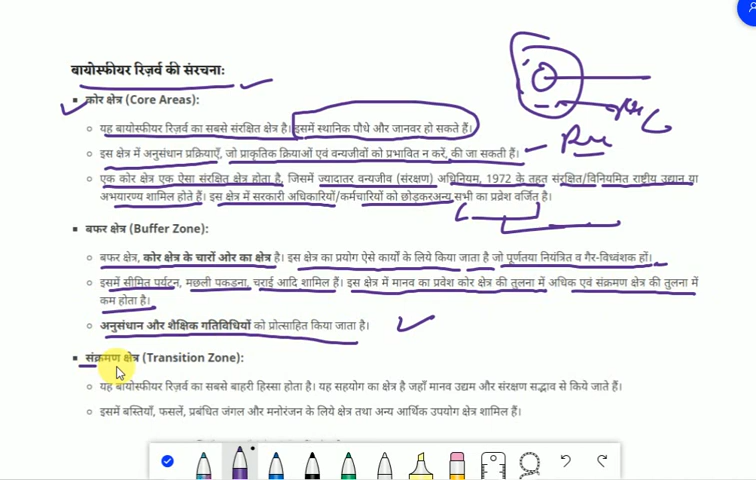 बायोस्फीयर रिज़र्व की संरचना:
कोर क्षेत्र (Core Areas):
यह बायोस्फीयर रिज़र्व का सबसे संरक्षित क्षेत्र है। इसमें स्थानिक पौधे और जानवर हो सकते हैं।
इस क्षेत्र में अनुसंधान प्रक्रियाएँ, जो प्राकृतिक क्रियाओं एवं वन्यजीवों को प्रभावित न करें, की जा सकती हैं।
एक कोर क्षेत्र एक ऐसा संरक्षित क्षेत्र होता है, जिसमें ज़्यादातर वन्यजीव (संरक्षण) अधिनियम, 1972 के तहत संरक्षित/विनियमित राष्ट्रीय उद्यान या
अभयारण्य शामिल होते हैं। इस क्षेत्र में सरकारी अधिकारियों/कर्मचारियों को छोड़कर अन्य सभी का प्रवेश वर्जित है।
बफर क्षेत्र (Buffer Zone):
बफर क्षेत्र, कोर क्षेत्र के चारों ओर का क्षेत्र है। इस क्षेत्र का प्रयोग ऐसे कार्यों के लिये किया जाता है जो पूर्णतया नियंत्रित व गैर-विध्वंशक हों।
इसमें सीमित पर्यटन, मछली पकड़ना, चराई आदि शामिल हैं। इस क्षेत्र में मानव का प्रवेश कोर क्षेत्र की तुलना में अधिक एवं संक्रमण क्षेत्र की तुलना में
कम होता है।
अनुसंधान और शैक्षिक गतिविधियों को प्रोत्साहित किया जाता है।
संक्रमण क्षेत्र (Transition Zone):
यह बायोस्फीयर रिज़र्व का सबसे बाहरी हिस्सा होता है। यह सहयोग का क्षेत्र है जहाँ मानव उद्यम और संरक्षण सद्भाव से किये जाते हैं।
इसमें बस्तियाँ, फसलें, प्रबंधित जंगल और मनोरंजन के लिये क्षेत्र तथा अन्य आर्थिक उपयोग क्षेत्र शामिल हैं।